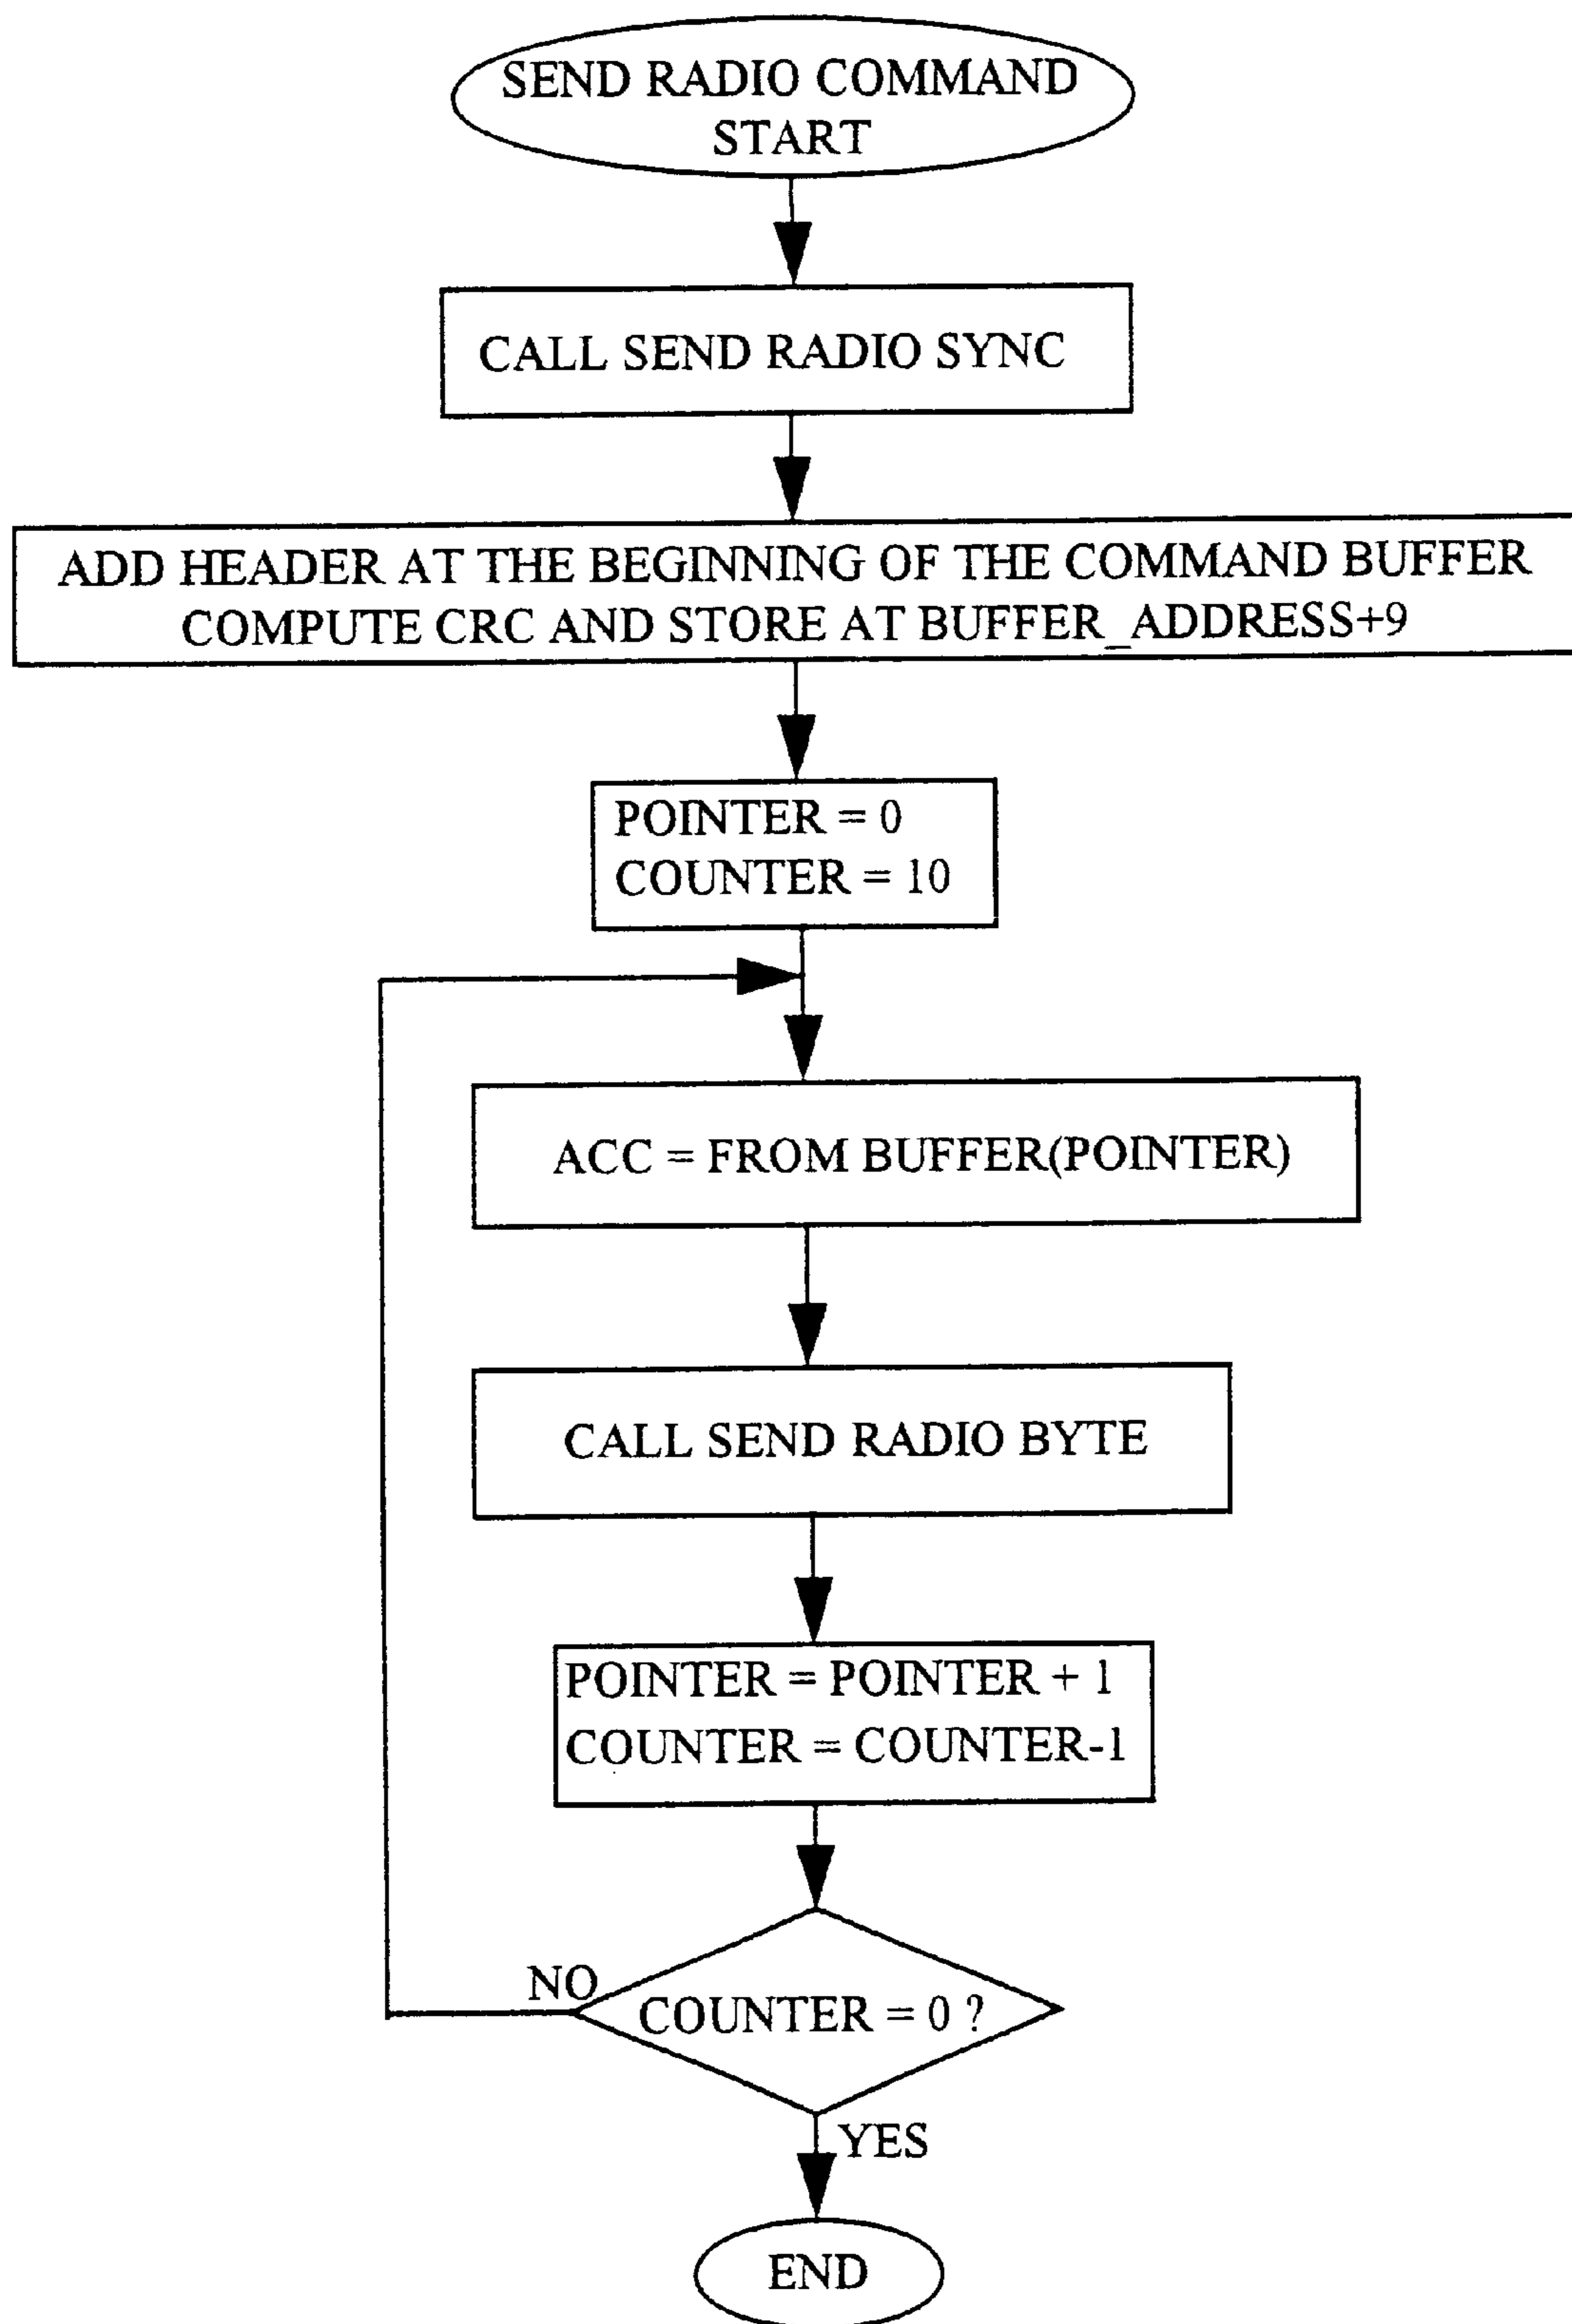 SEND RADIO COMMAND
START
CALL SEND RADIO SYNC
ADD HEADER AT THE BEGINNING OF THE COMMAND BUFFER
COMPUTE CRC AND STORE AT BUFFER_ADDRESS+9
POINTER = 0
COUNTER = 10
ACC = FROM BUFFER(POINTER)
CALL SEND RADIO BYTE
POINTER = POINTER + 1
COUNTER = COUNTER-1
NO
COUNTER = 0 ?
YES
END